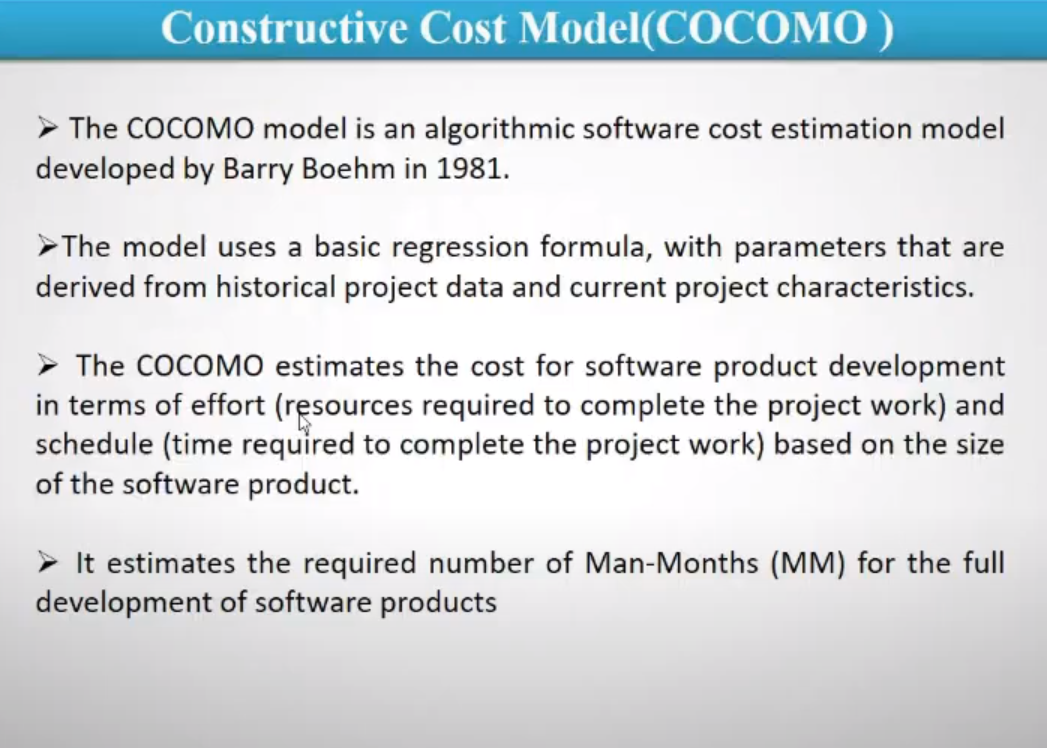 Constructive Cost Model(COCOMO )
➢ The COCOMO model is an algorithmic software cost estimation model
developed by Barry Boehm in 1981.
➢The model uses a basic regression formula, with parameters that are
derived from historical project data and current project characteristics.
➢ The COCOMO estimates the cost for software product development
in terms of effort (resources required to complete the project work) and
schedule (time required to complete the project work) based on the size
of the software product.
➢ It estimates the required number of Man-Months (MM) for the full
development of software products